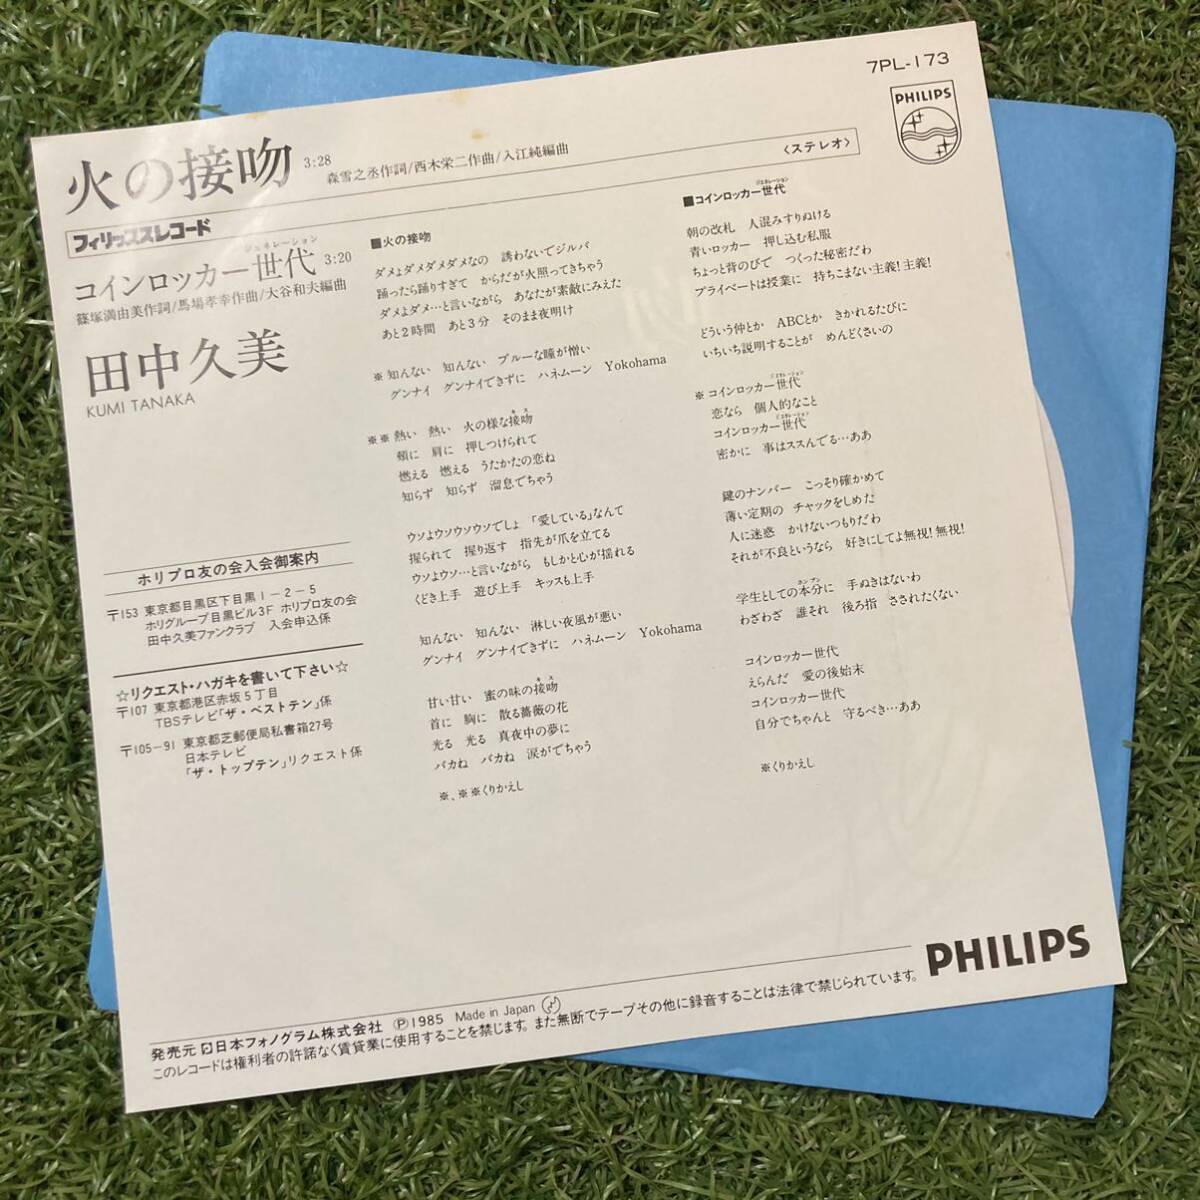 7PL-173
PHILIPS
火の接吻 3:28
森雪之丞作詞/西木栄二作曲/入江純編曲
〈ステレオ〉
フィリップスレコード
ジェネレーション
コインロッカー世代 3:20
篠塚満由美作詞/馬場孝幸作曲/大谷和夫編曲
田中久美
KUMI TANAKA
ホリプロ友の会入会御案内
〒153 東京都目黒区下目黒1-2-5
ホリグループ目黒ビル3F ホリプロ友の会
田中久美ファンクラブ 入会申込係
☆リクエスト・ハガキを書いて下さい☆
〒107 東京都港区赤坂5丁目
TBSテレビ「ザ・ベストテン」係
〒105-91 東京都芝郵便局私書箱27号
日本テレビ
「ザ・トップテン」リクエスト係
■火の接吻
ダメよダメダメダメなの 誘わないでジルバ
踊ったら踊りすぎて からだが火照ってきちゃう
ダメよダメ…と言いながら あなたが素敵にみえた
あと2時間 あと3分 そのまま夜明け
※知んない 知んない ブルーな瞳が憎い
グンナイ グンナイできずに ハネムーン Yokohama
キス
※※熱い 熱い 火の様な接吻
頬に 肩に 押しつけられて
燃える 燃える うたかたの恋ね
知らず 知らず 溜息でちゃう
ウソよウソウソウソでしょ 「愛している」なんて
握られて 握り返す 指先が爪を立てる
ウソよウソ…と言いながら もしかと心が揺れる
くどき上手 遊び上手 キッスも上手
知んない 知んない 淋しい夜風が悪い
グンナイ グンナイできずに ハネムーン Yokohama
キス
甘い甘い 蜜の味の接吻
首に 胸に 散る薔薇の花
光る 光る 真夜中の夢に
バカね バカね 涙がでちゃう
※、※※くりかえし
ジェネレーション
■コインロッカー世代
朝の改札 人混みすりぬける
青いロッカー 押し込む私服
ちょっと背のびで つくった秘密だわ
プライベートは授業に 持ちこまない主義!主義!
どういう仲とか ABCとか きかれるたびに
いちいち説明することが めんどくさいの
ジェネレーション
※コインロッカー世代
恋なら 個人的なこと
ジェネレーション
コインロッカー世代
密かに 事はススんでる…ああ
鍵のナンバー こっそり確かめて
薄い定期の チャックをしめた
人に迷惑 かけないつもりだわ
それが不良というなら 好きにしてよ無視!無視!
ホンブン
学生としての本分に 手ぬきはないわ
わざわざ 誰それ 後ろ指 さされたくない
コインロッカー世代
えらんだ 愛の後始末
コインロッカー世代
自分でちゃんと 守るべき…ああ
※くりかえし
PHILIPS
発売元 日本フォノグラム株式会社 Ⓟ1985 Made in Japan
このレコードは権利者の許諾なく賃貸業に使用することを禁じます。また無断でテープその他に録音することは法律で禁じられています。